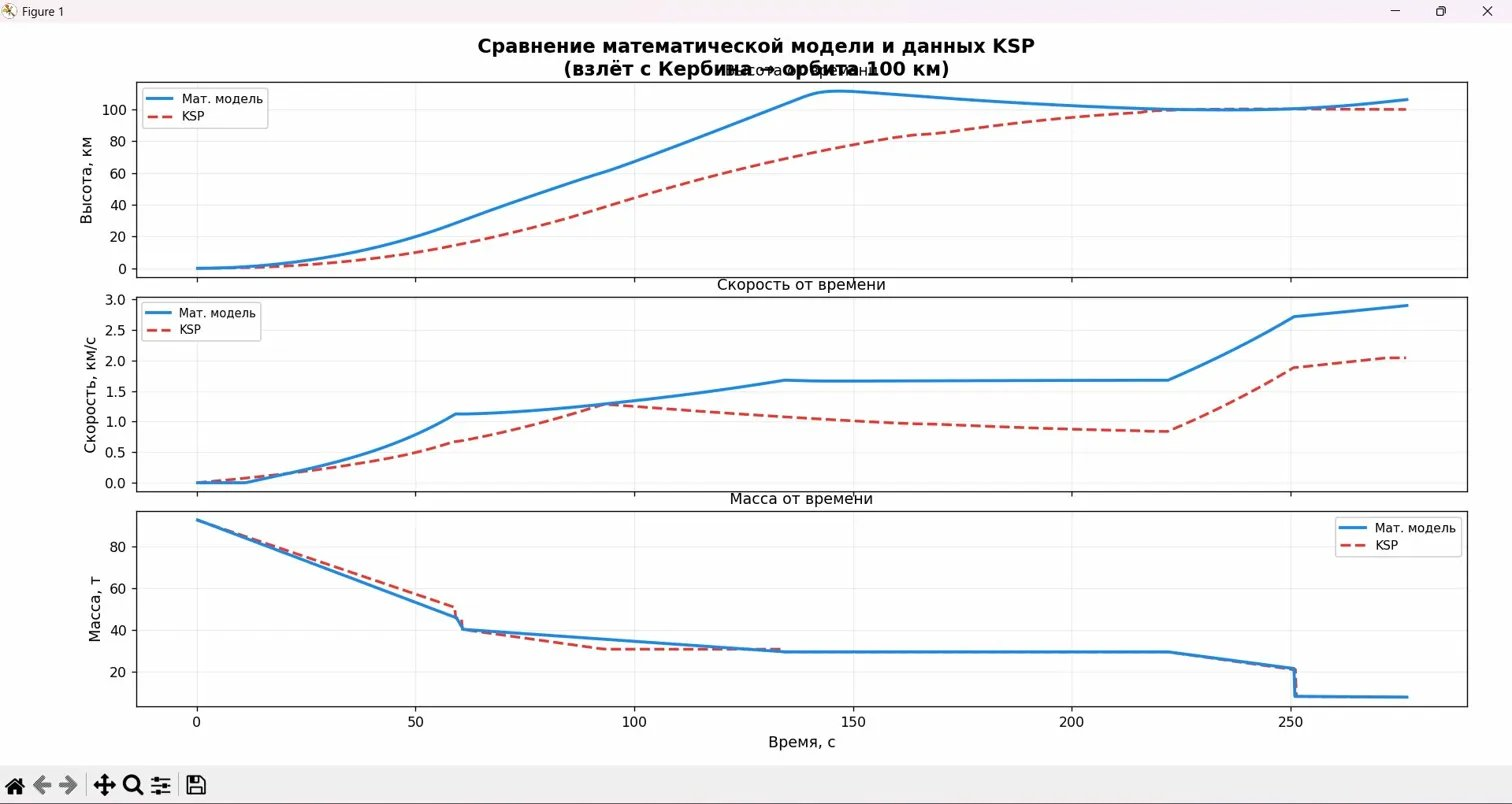 Figure 1
Сравнение математической модели и данных KSP
(взлёт с Кербина → орбита 100 км)
Высота от времени
Мат. модель
KSP
Высота, км
100
80
60
40
20
0
Скорость от времени
Мат. модель
KSP
Скорость, км/с
3.0
2.5
2.0
1.5
1.0
0.5
0.0
Масса от времени
Мат. модель
KSP
Масса, т
80
60
40
20
0 50 100 150 200 250
Время, с